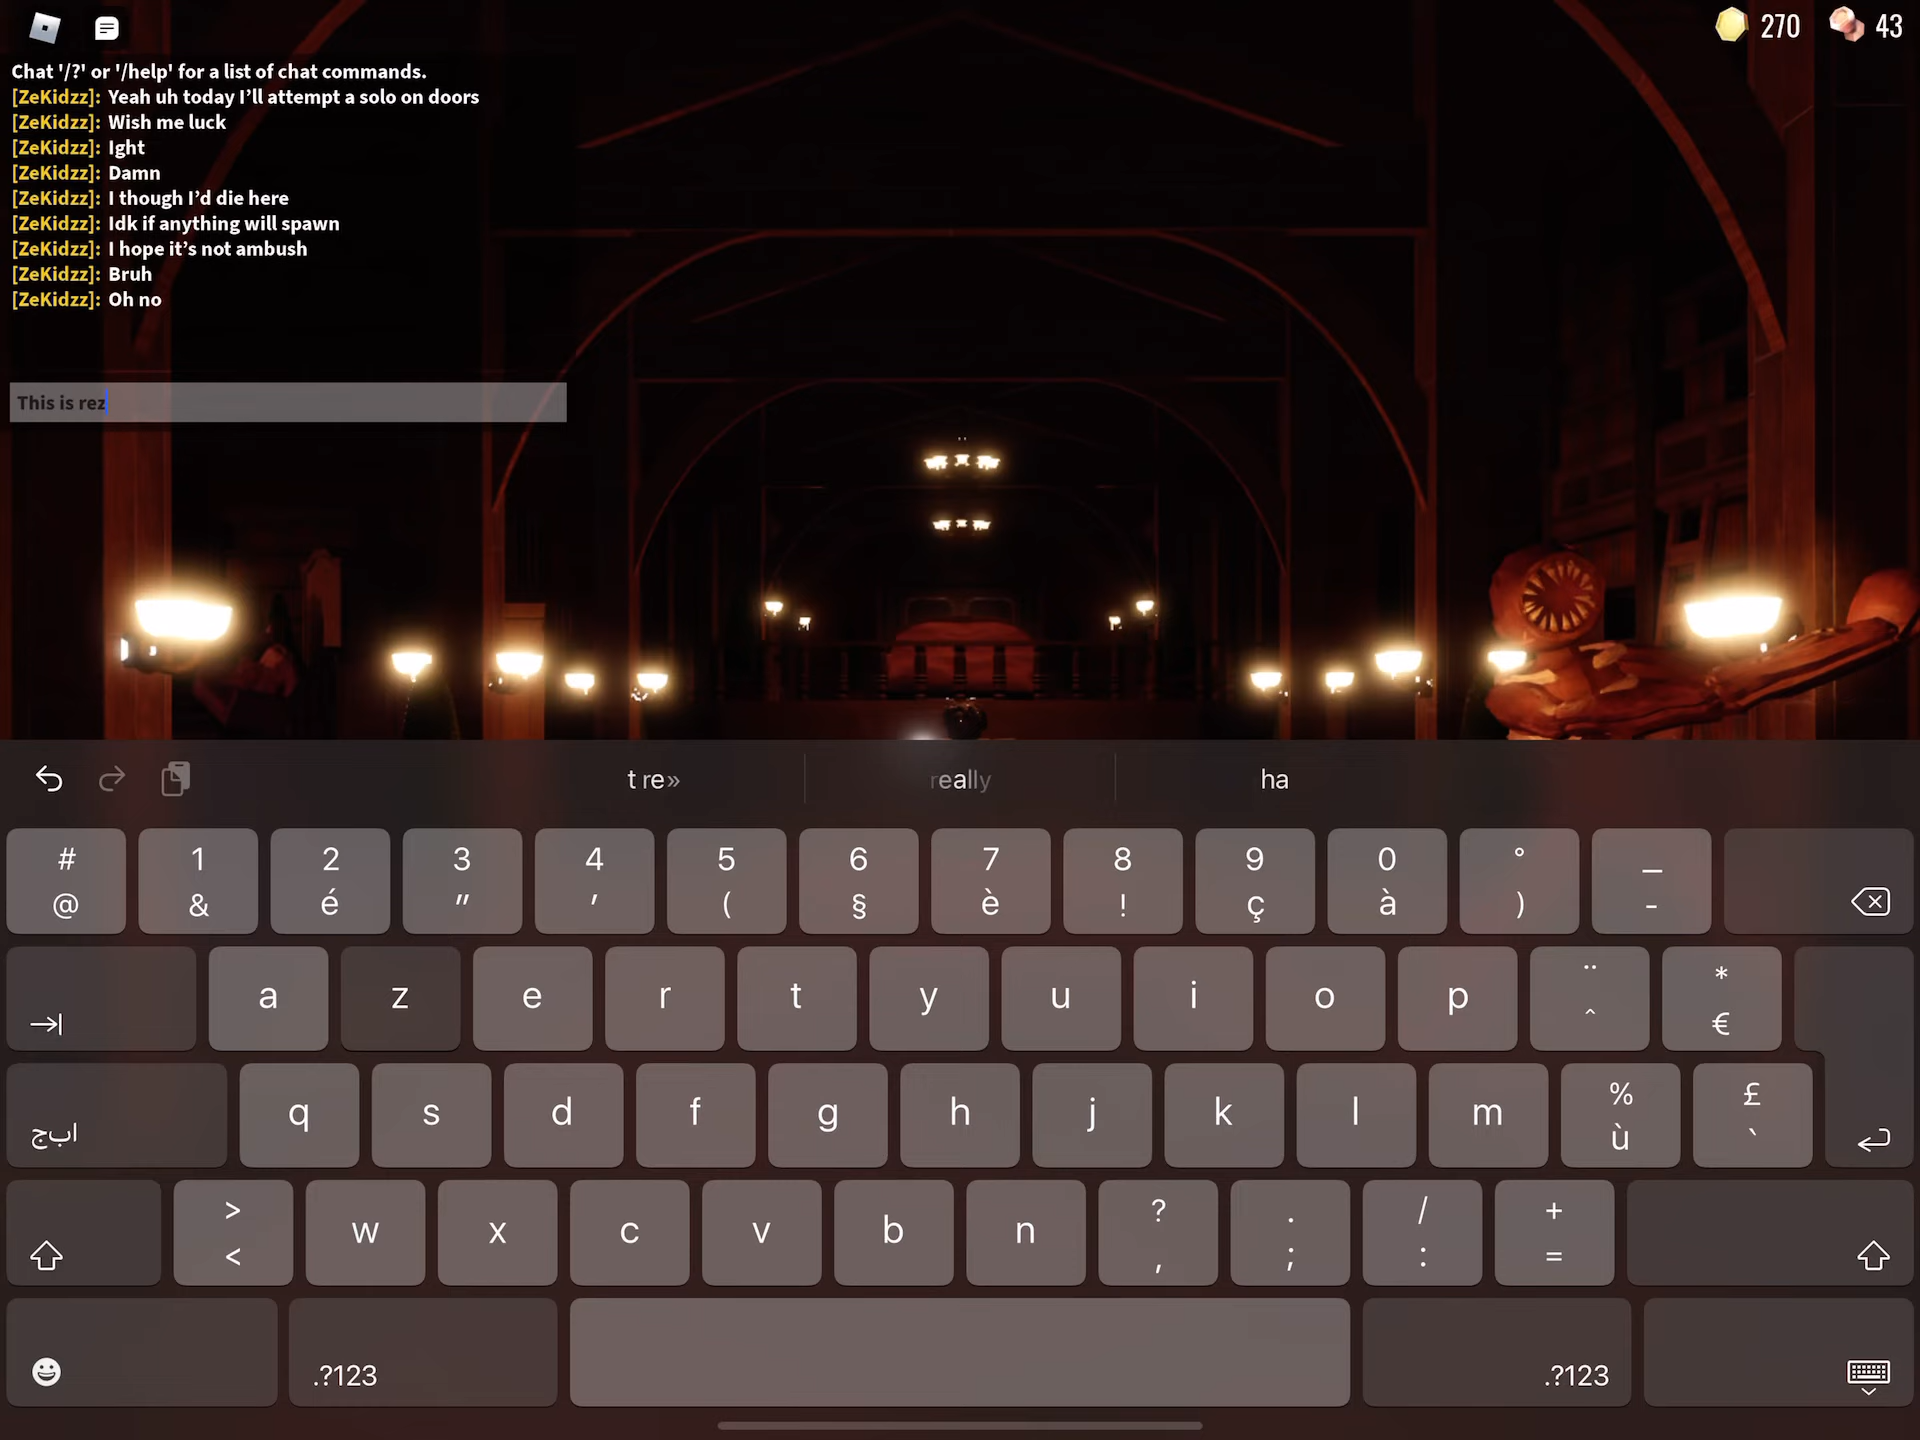 270 43
Chat '/?' or '/help' for a list of chat commands.
[ZeKidzz]: Yeah uh today I’ll attempt a solo on doors
[ZeKidzz]: Wish me luck
[ZeKidzz]: Ight
[ZeKidzz]: Damn
[ZeKidzz]: I though I’d die here
[ZeKidzz]: Idk if anything will spawn
[ZeKidzz]: I hope it’s not ambush
[ZeKidzz]: Bruh
[ZeKidzz]: Oh no
This is rez
t re» really ha
# 1 2 3 4 5 6 7 8 9 0 ° _
@ & é " ' ( § è ! ç à ) -
a z e r t y u i o p ¨ *
^ €
q s d f g h j k l m % £
ابج ù `
> w x c v b n ? . / +
< , ; : =
.?123 .?123